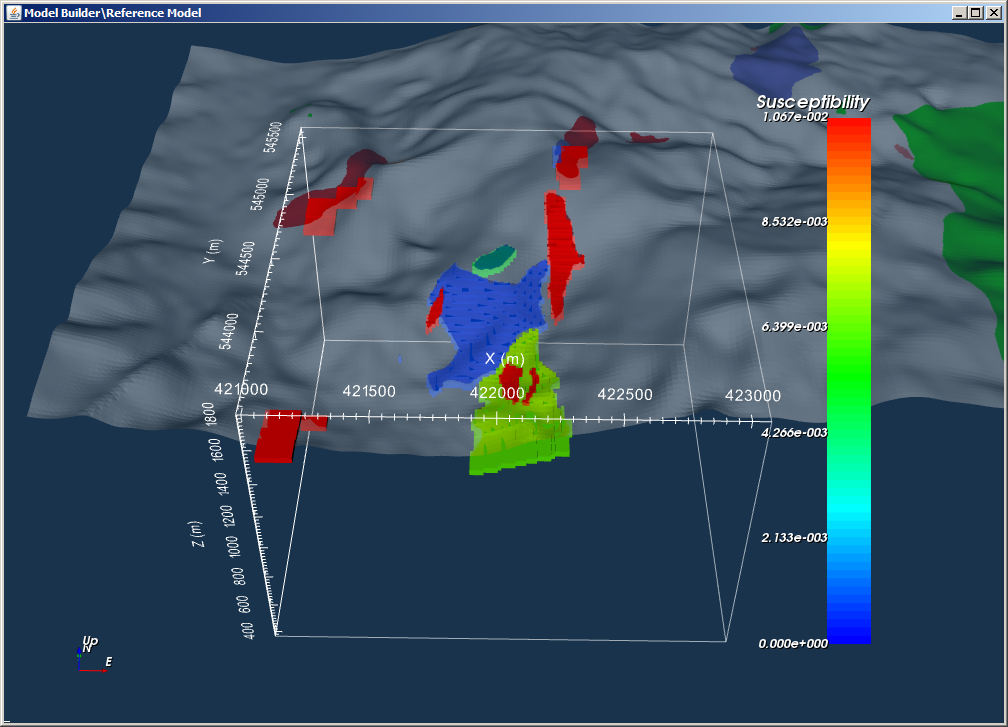 Model Builder\Reference Model
Susceptibility
1.067e-002
8.532e-003
6.399e-003
4.266e-003
2.133e-003
0.000e+000
545500
545000
544500
544000
Y (m)
X (m)
421000
421500
422000
422500
423000
1800
1600
1400
1200
1000
800
600
400
Z (m)
Up
N
E